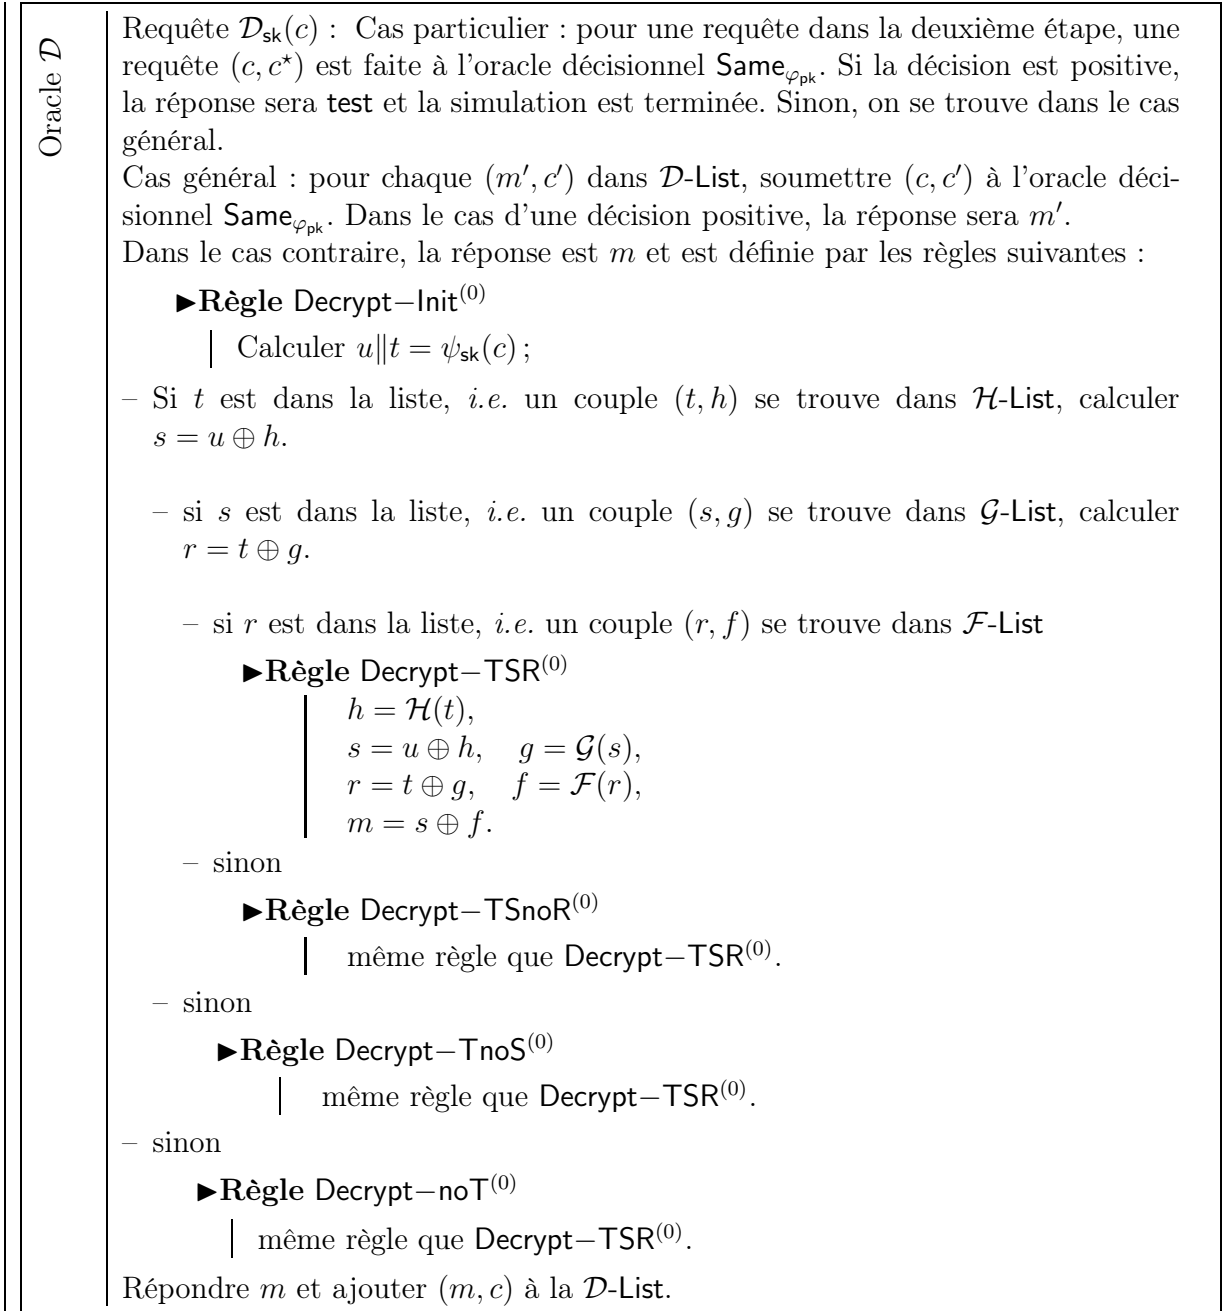 Oracle 𝒟
Requête 𝒟_sk(c) : Cas particulier : pour une requête dans la deuxième étape, une
requête (c, c⋆) est faite à l'oracle décisionnel Same_φpk. Si la décision est positive,
la réponse sera test et la simulation est terminée. Sinon, on se trouve dans le cas
général.
Cas général : pour chaque (m′, c′) dans 𝒟-List, soumettre (c, c′) à l'oracle déci-
sionnel Same_φpk. Dans le cas d'une décision positive, la réponse sera m′.
Dans le cas contraire, la réponse est m et est définie par les règles suivantes :
▶Règle Decrypt−Init^(0)
Calculer u‖t = ψ_sk(c) ;
– Si t est dans la liste, i.e. un couple (t, h) se trouve dans ℋ-List, calculer
s = u ⊕ h.
– si s est dans la liste, i.e. un couple (s, g) se trouve dans 𝒢-List, calculer
r = t ⊕ g.
– si r est dans la liste, i.e. un couple (r, f) se trouve dans ℱ-List
▶Règle Decrypt−TSR^(0)
h = ℋ(t),
s = u ⊕ h, g = 𝒢(s),
r = t ⊕ g, f = ℱ(r),
m = s ⊕ f.
– sinon
▶Règle Decrypt−TSnoR^(0)
même règle que Decrypt−TSR^(0).
– sinon
▶Règle Decrypt−TnoS^(0)
même règle que Decrypt−TSR^(0).
– sinon
▶Règle Decrypt−noT^(0)
même règle que Decrypt−TSR^(0).
Répondre m et ajouter (m, c) à la 𝒟-List.